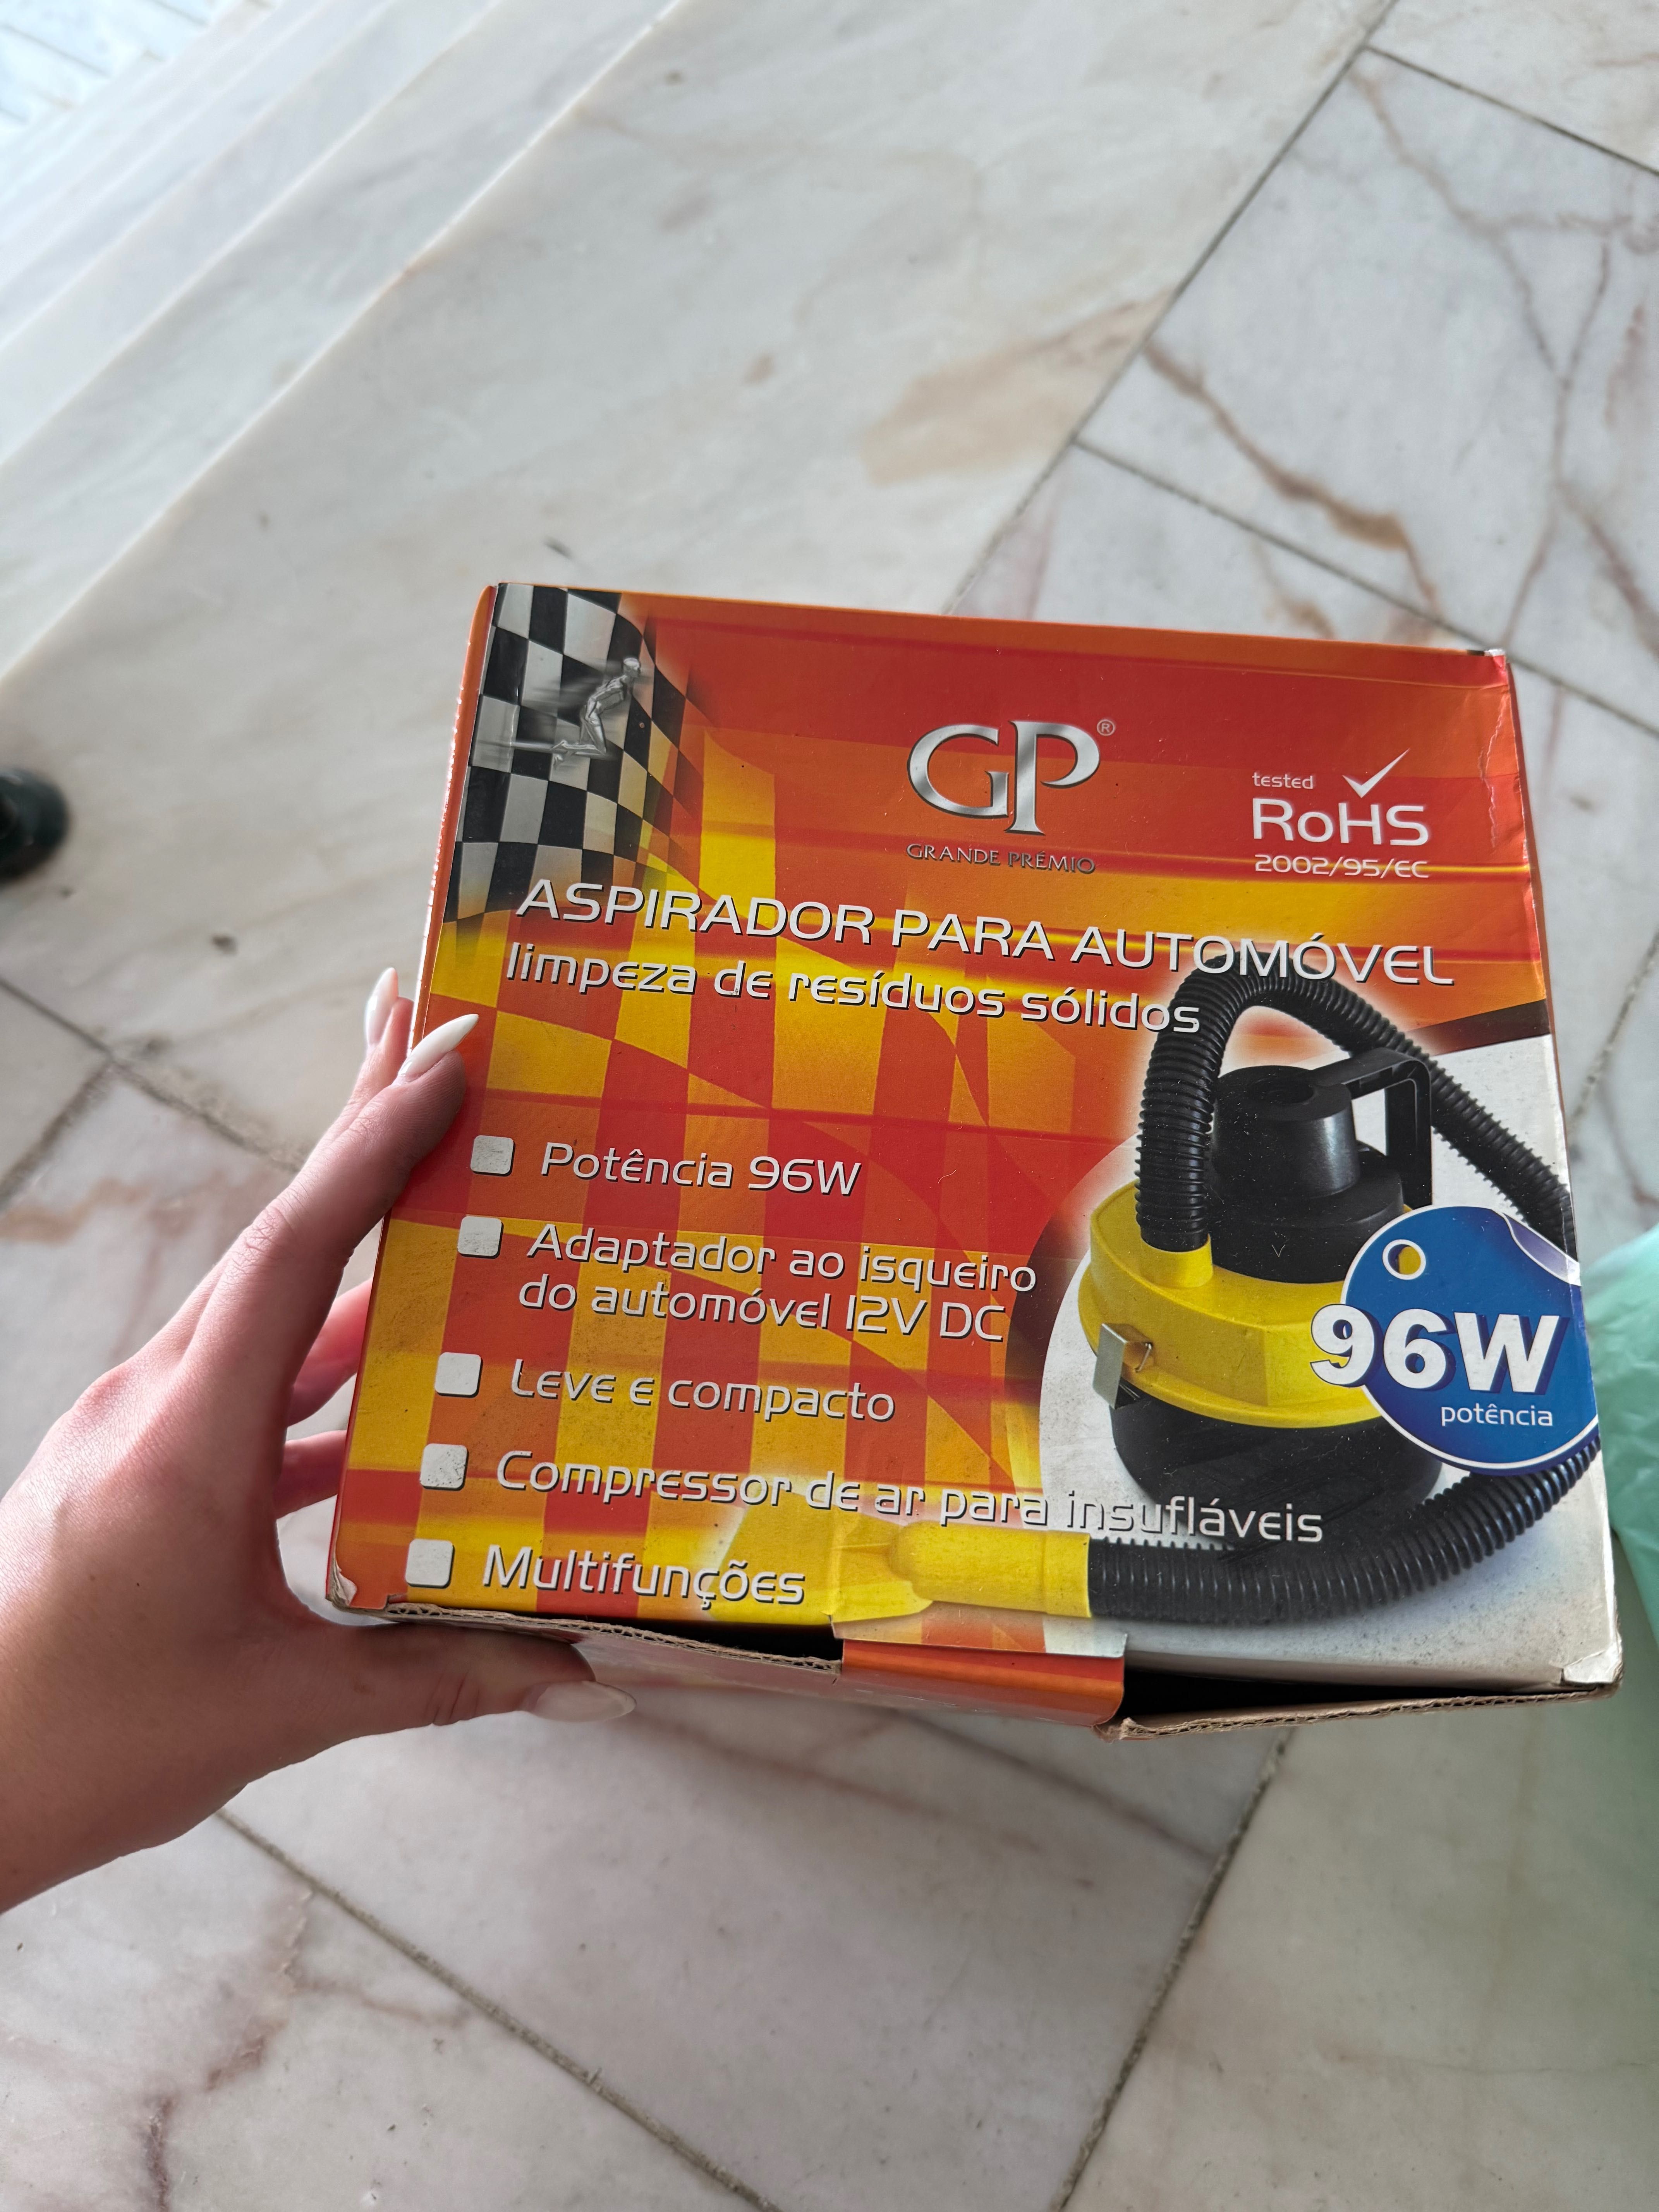 GP®
GRANDE PRÉMIO
tested
RoHS
2002/95/EC
ASPIRADOR PARA AUTOMÓVEL
limpeza de resíduos sólidos
Potência 96W
Adaptador ao isqueiro
do automóvel 12V DC
Leve e compacto
Compressor de ar para insufláveis
Multifunções
96W
potência